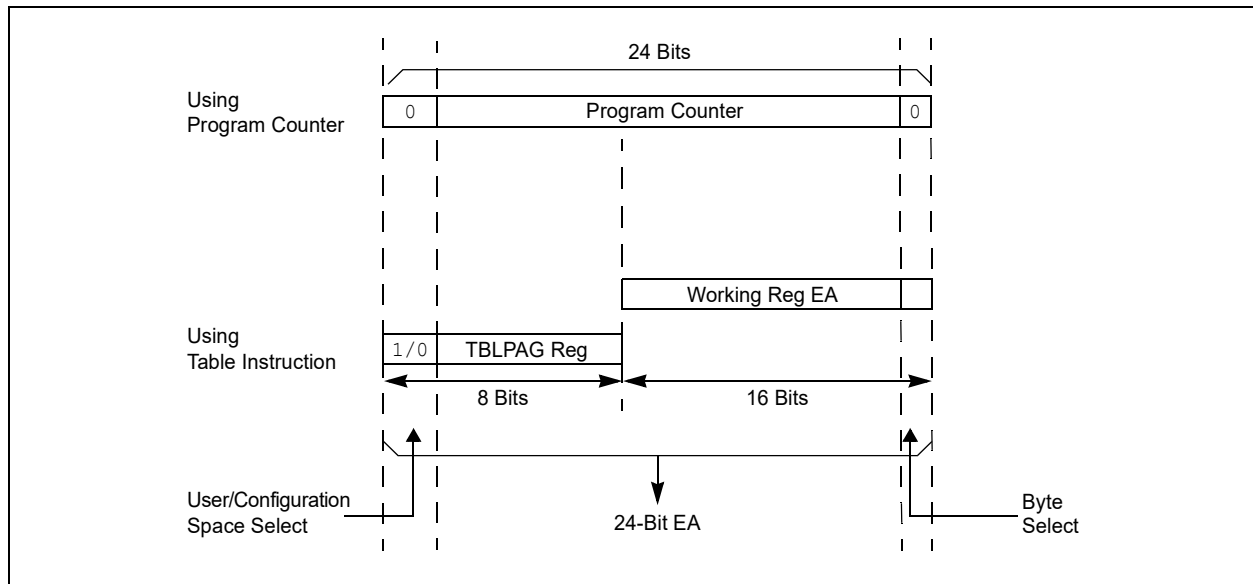 24 Bits
Using
Program Counter
0
Program Counter
0
Working Reg EA
Using
Table Instruction
1/0
TBLPAG Reg
8 Bits
16 Bits
User/Configuration
Space Select
24-Bit EA
Byte
Select